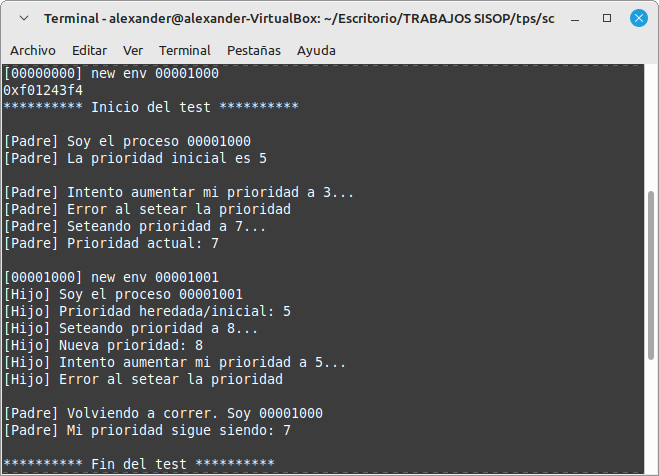 Terminal - alexander@alexander-VirtualBox: ~/Escritorio/TRABAJOS SISOP/tps/sc
Archivo Editar Ver Terminal Pestañas Ayuda
[00000000] new env 00001000
0xf01243f4
********** Inicio del test **********
[Padre] Soy el proceso 00001000
[Padre] La prioridad inicial es 5
[Padre] Intento aumentar mi prioridad a 3...
[Padre] Error al setear la prioridad
[Padre] Seteando prioridad a 7...
[Padre] Prioridad actual: 7
[00001000] new env 00001001
[Hijo] Soy el proceso 00001001
[Hijo] Prioridad heredada/inicial: 5
[Hijo] Seteando prioridad a 8...
[Hijo] Nueva prioridad: 8
[Hijo] Intento aumentar mi prioridad a 5...
[Hijo] Error al setear la prioridad
[Padre] Volviendo a correr. Soy 00001000
[Padre] Mi prioridad sigue siendo: 7
********** Fin del test **********